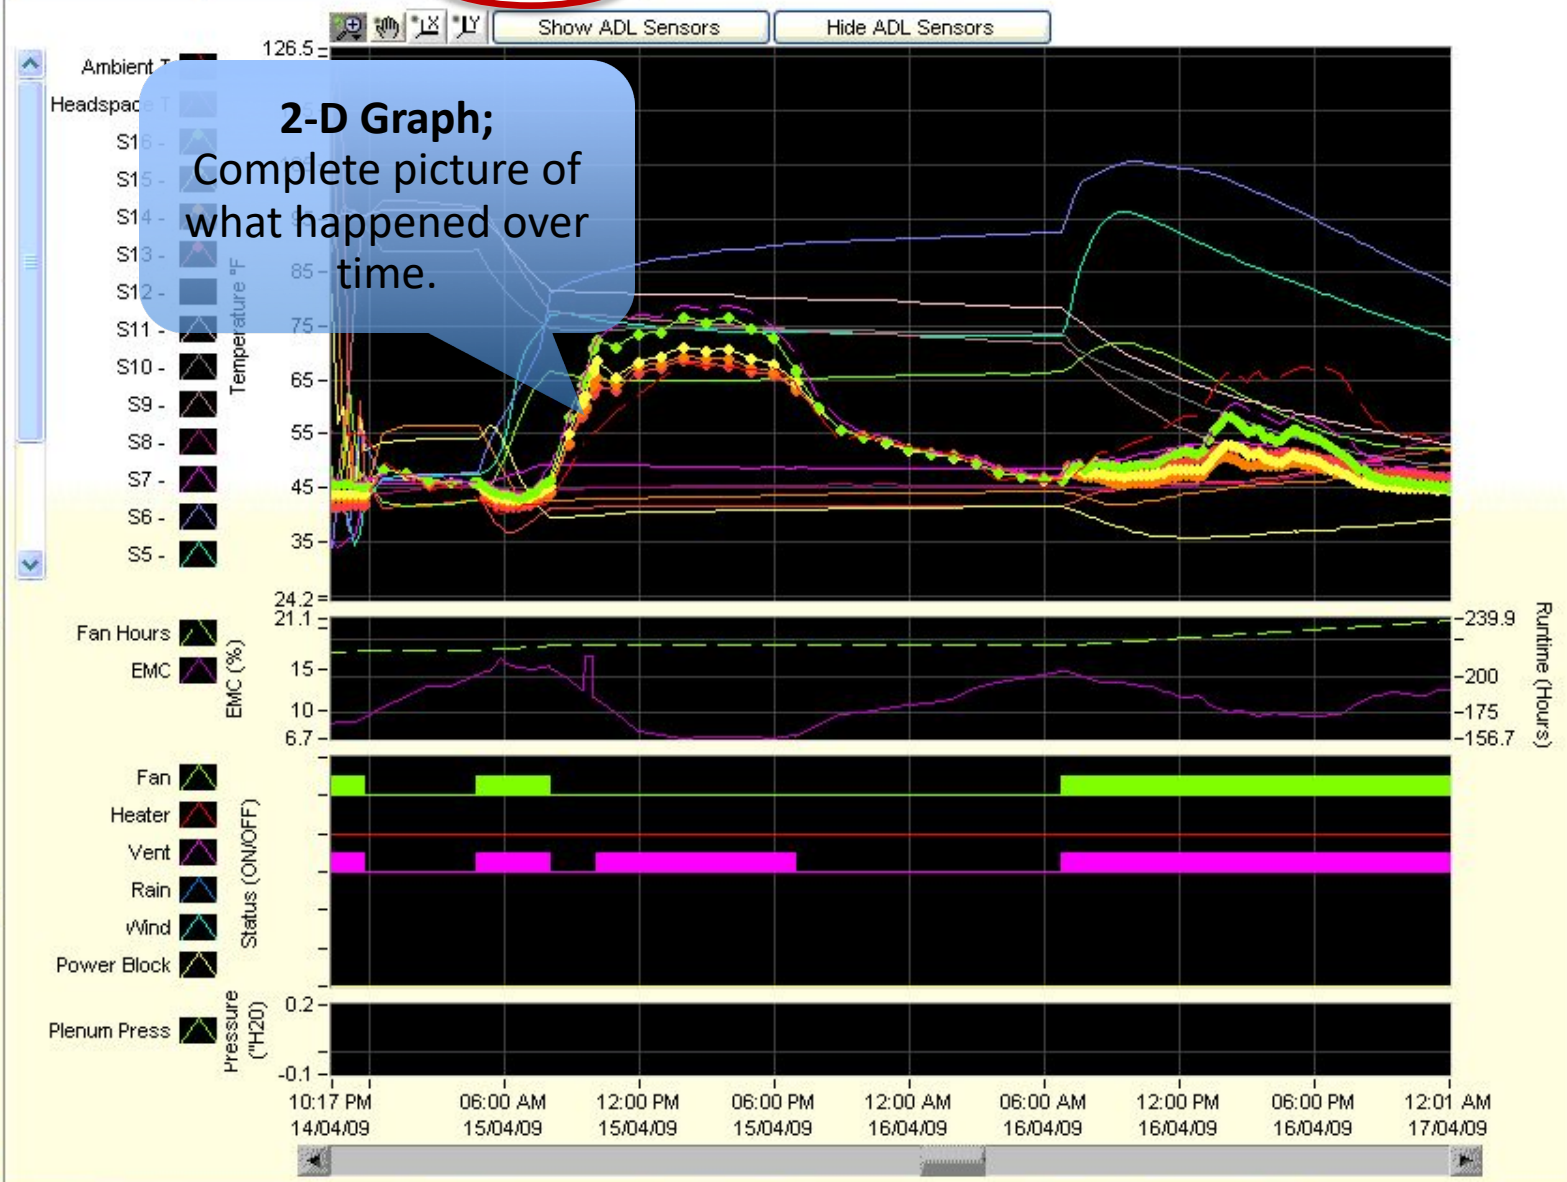 Show ADL Sensors
Hide ADL Sensors
2-D Graph;
Complete picture of
what happened over
time.
Ambient T
Headspace T
S16 -
S15 -
S14 -
S13 -
S12 -
S11 -
S10 -
S9 -
S8 -
S7 -
S6 -
S5 -
Temperature °F
126.5
85
75
65
55
45
35
24.2
Fan Hours
EMC
EMC (%)
21.1
15
10
6.7
239.9
200
175
156.7
Runtime (Hours)
Fan
Heater
Vent
Rain
Wind
Power Block
Status (ON/OFF)
Plenum Press
Pressure
("H20)
0.2
-0.1
10:17 PM
14/04/09
06:00 AM
15/04/09
12:00 PM
15/04/09
06:00 PM
15/04/09
12:00 AM
16/04/09
06:00 AM
16/04/09
12:00 PM
16/04/09
06:00 PM
16/04/09
12:01 AM
17/04/09